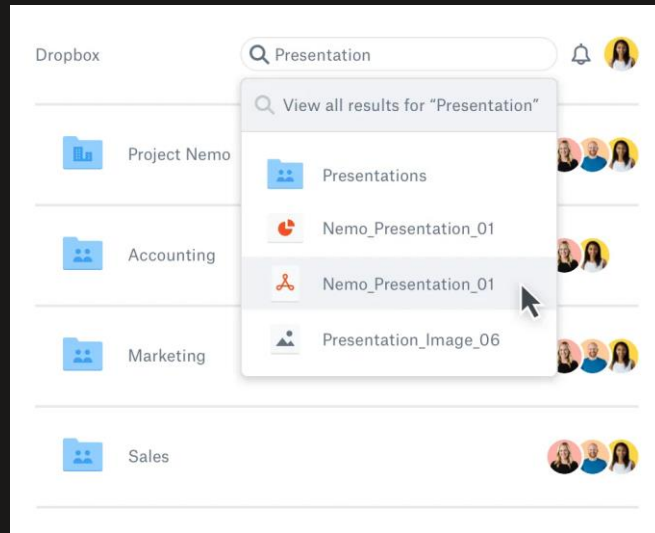 Dropbox
Presentation
View all results for “Presentation”
Project Nemo
Presentations
Nemo_Presentation_01
Accounting
Nemo_Presentation_01
Presentation_Image_06
Marketing
Sales